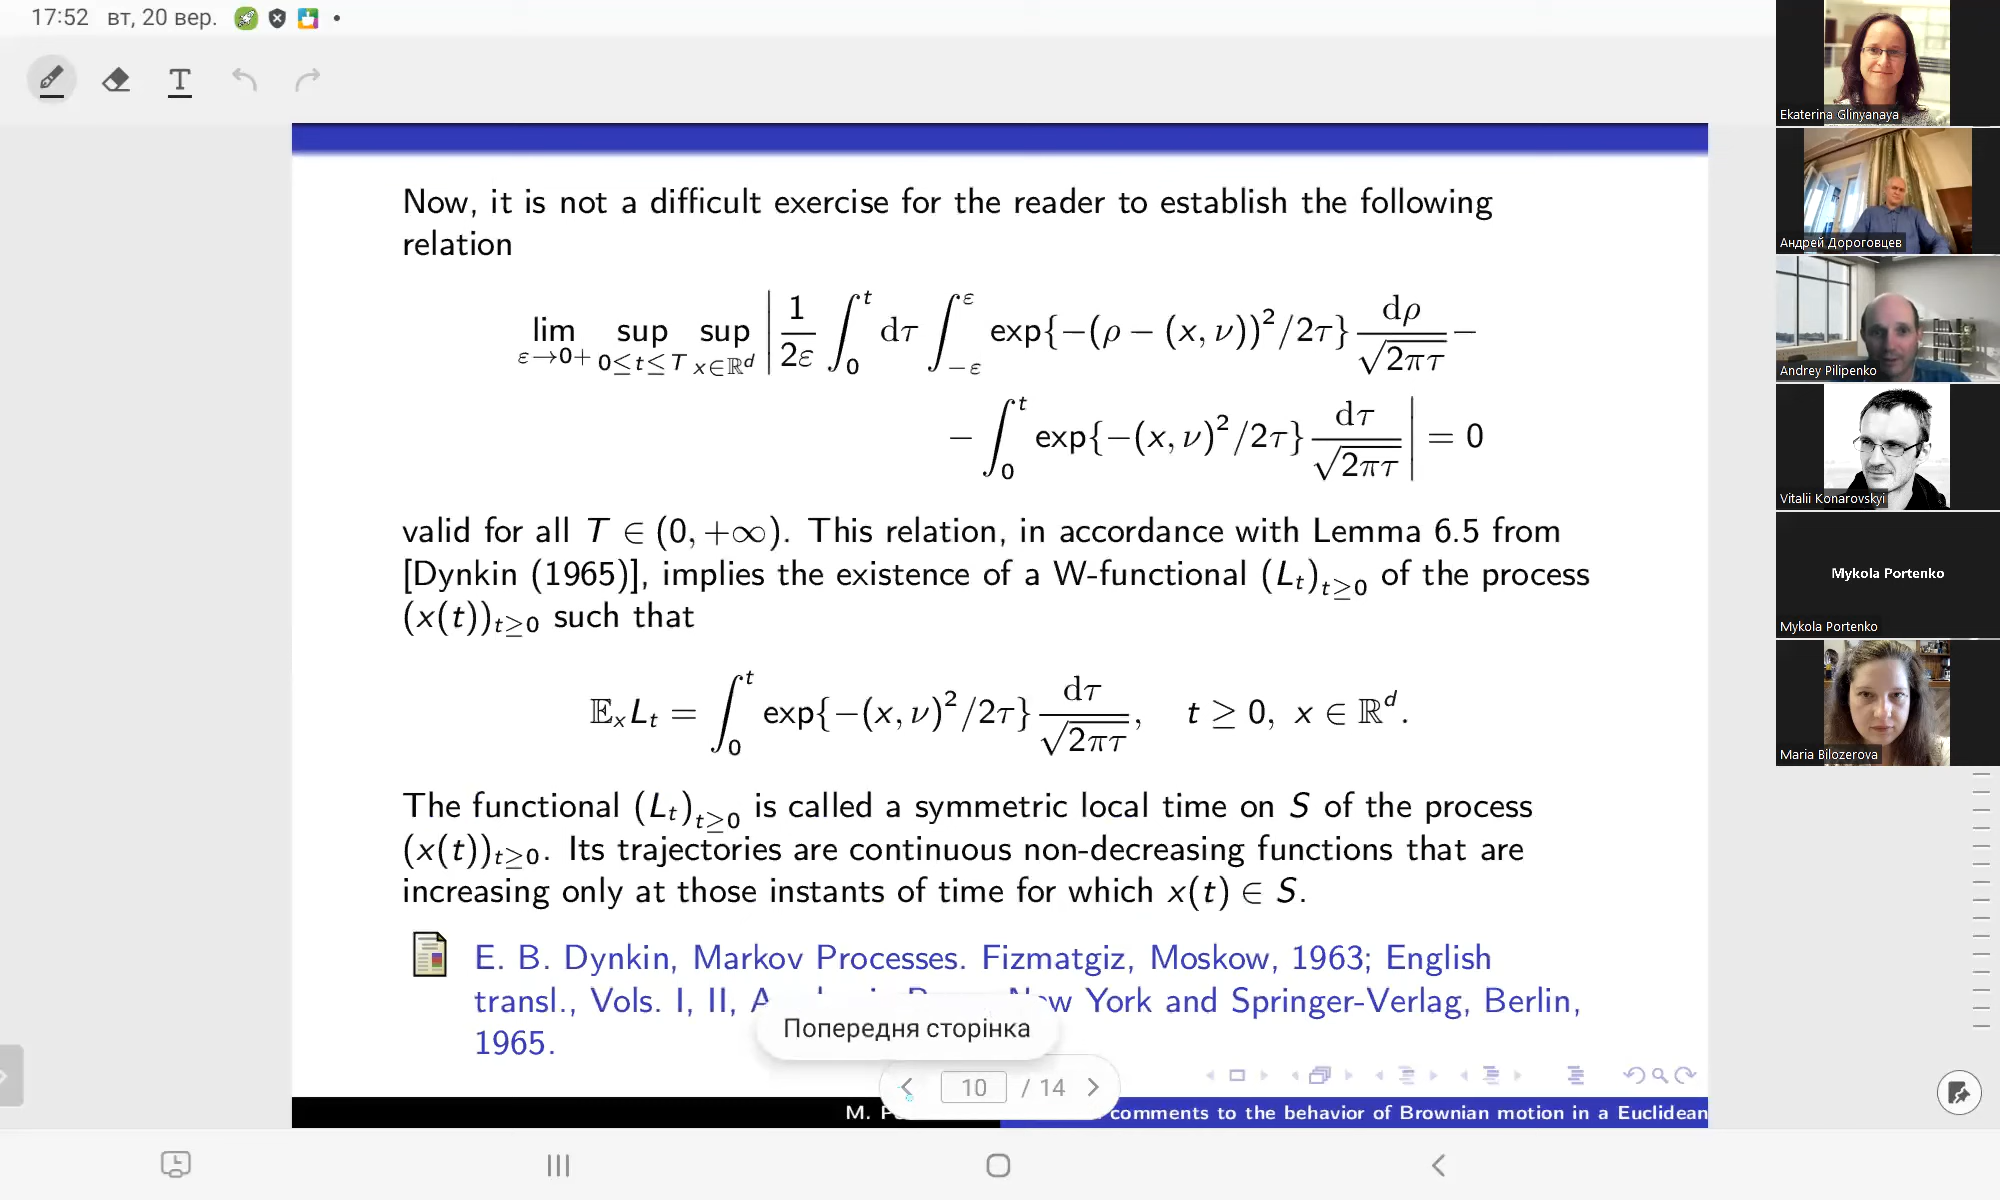 17:52 вт, 20 вер.
Now, it is not a difficult exercise for the reader to establish the following
relation
lim_{ε→0+} sup_{0≤t≤T} sup_{x∈ℝ^d} | 1/2ε ∫_0^t dτ ∫_{−ε}^{ε} exp{−(ρ − (x, ν))²/2τ} dρ/√2πτ −
− ∫_0^t exp{−(x, ν)²/2τ} dτ/√2πτ | = 0
valid for all T ∈ (0, +∞). This relation, in accordance with Lemma 6.5 from
[Dynkin (1965)], implies the existence of a W-functional (L_t)_{t≥0} of the process
(x(t))_{t≥0} such that
𝔼_x L_t = ∫_0^t exp{−(x, ν)²/2τ} dτ/√2πτ, t ≥ 0, x ∈ ℝ^d.
The functional (L_t)_{t≥0} is called a symmetric local time on S of the process
(x(t))_{t≥0}. Its trajectories are continuous non-decreasing functions that are
increasing only at those instants of time for which x(t) ∈ S.
E. B. Dynkin, Markov Processes. Fizmatgiz, Moskow, 1963; English
transl., Vols. I, II, New York and Springer-Verlag, Berlin,
1965.
Попередня сторінка
10 / 14
M. comments to the behavior of Brownian motion in a Euclidean
Ekaterina Glinyanaya
Андрей Дороговцев
Andrey Pilipenko
Vitalii Konarovskyi
Mykola Portenko
Mykola Portenko
Maria Bilozerova